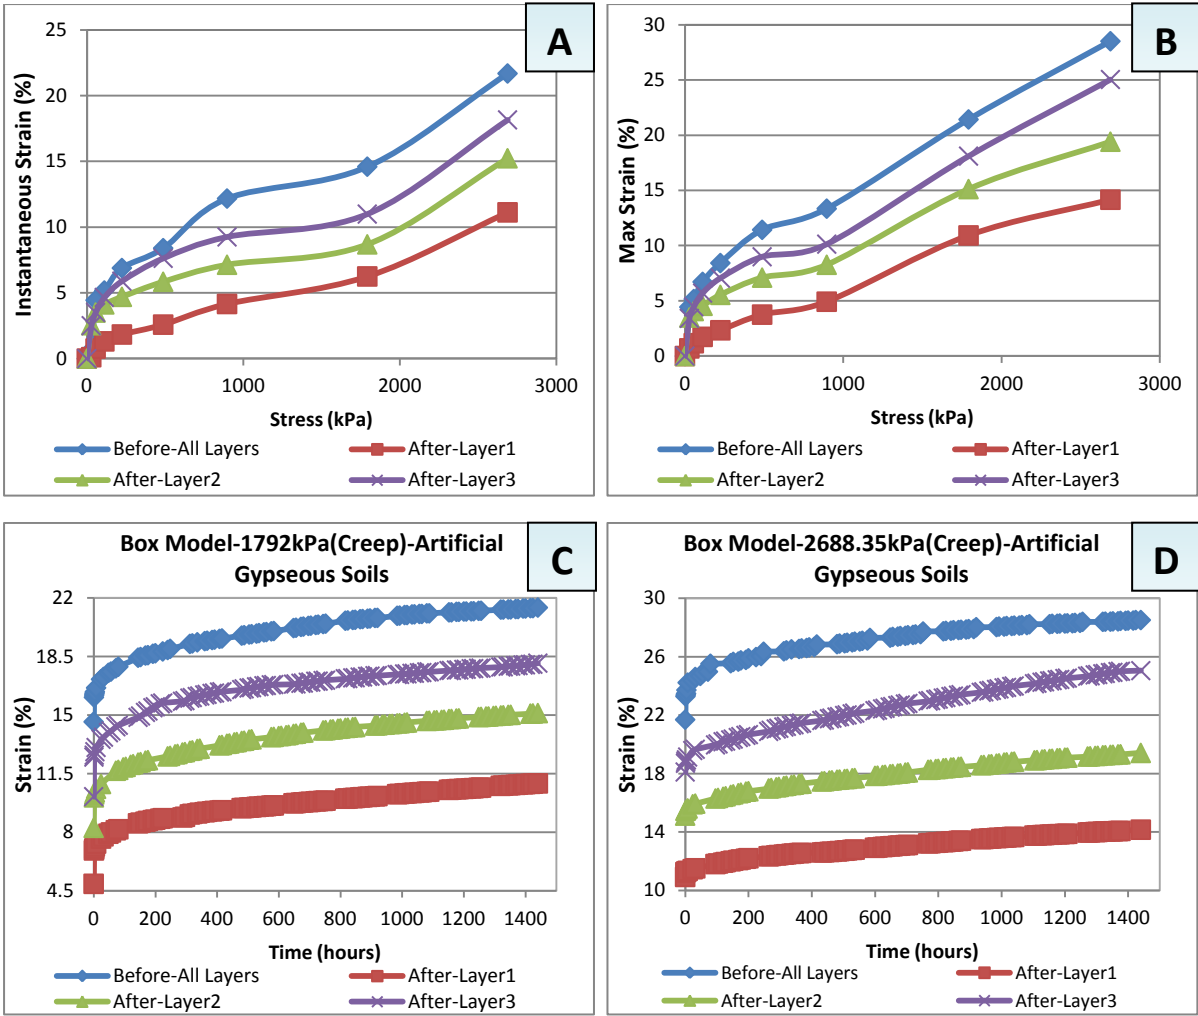 A
25
20
15
10
5
0
0 1000 2000 3000
Instantaneous Strain (%)
Stress (kPa)
Before-All Layers After-Layer1
After-Layer2 After-Layer3
B
30
25
20
15
10
5
0
0 1000 2000 3000
Max Strain (%)
Stress (kPa)
Before-All Layers After-Layer1
After-Layer2 After-Layer3
Box Model-1792kPa(Creep)-Artificial
Gypseous Soils
C
22
18.5
15
11.5
8
4.5
0 200 400 600 800 1000 1200 1400
Strain (%)
Time (hours)
Before-All Layers After-Layer1
After-Layer2 After-Layer3
Box Model-2688.35kPa(Creep)-Artificial
Gypseous Soils
D
30
26
22
18
14
10
0 200 400 600 800 1000 1200 1400
Strain (%)
Time (hours)
Before-All Layers After-Layer1
After-Layer2 After-Layer3